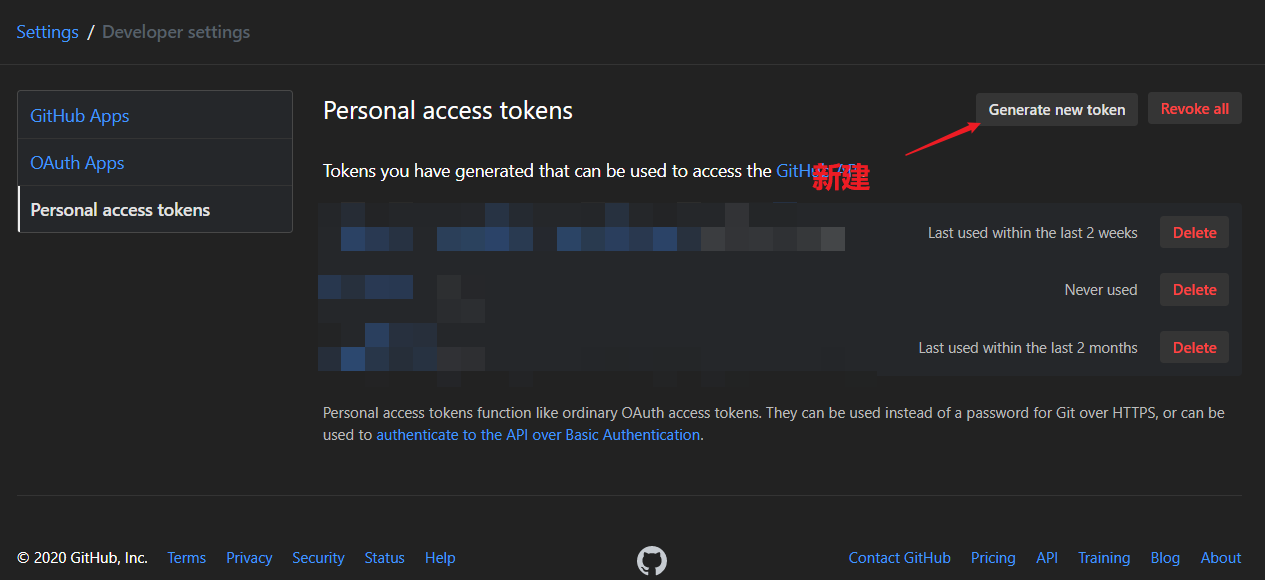 Settings / Developer settings
GitHub Apps
OAuth Apps
Personal access tokens
Personal access tokens
Generate new token
Revoke all
新建
Tokens you have generated that can be used to access the GitHub API
Last used within the last 2 weeks Delete
Never used Delete
Last used within the last 2 months Delete
Personal access tokens function like ordinary OAuth access tokens. They can be used instead of a password for Git over HTTPS, or can be
used to authenticate to the API over Basic Authentication.
© 2020 GitHub, Inc. Terms Privacy Security Status Help Contact GitHub Pricing API Training Blog About